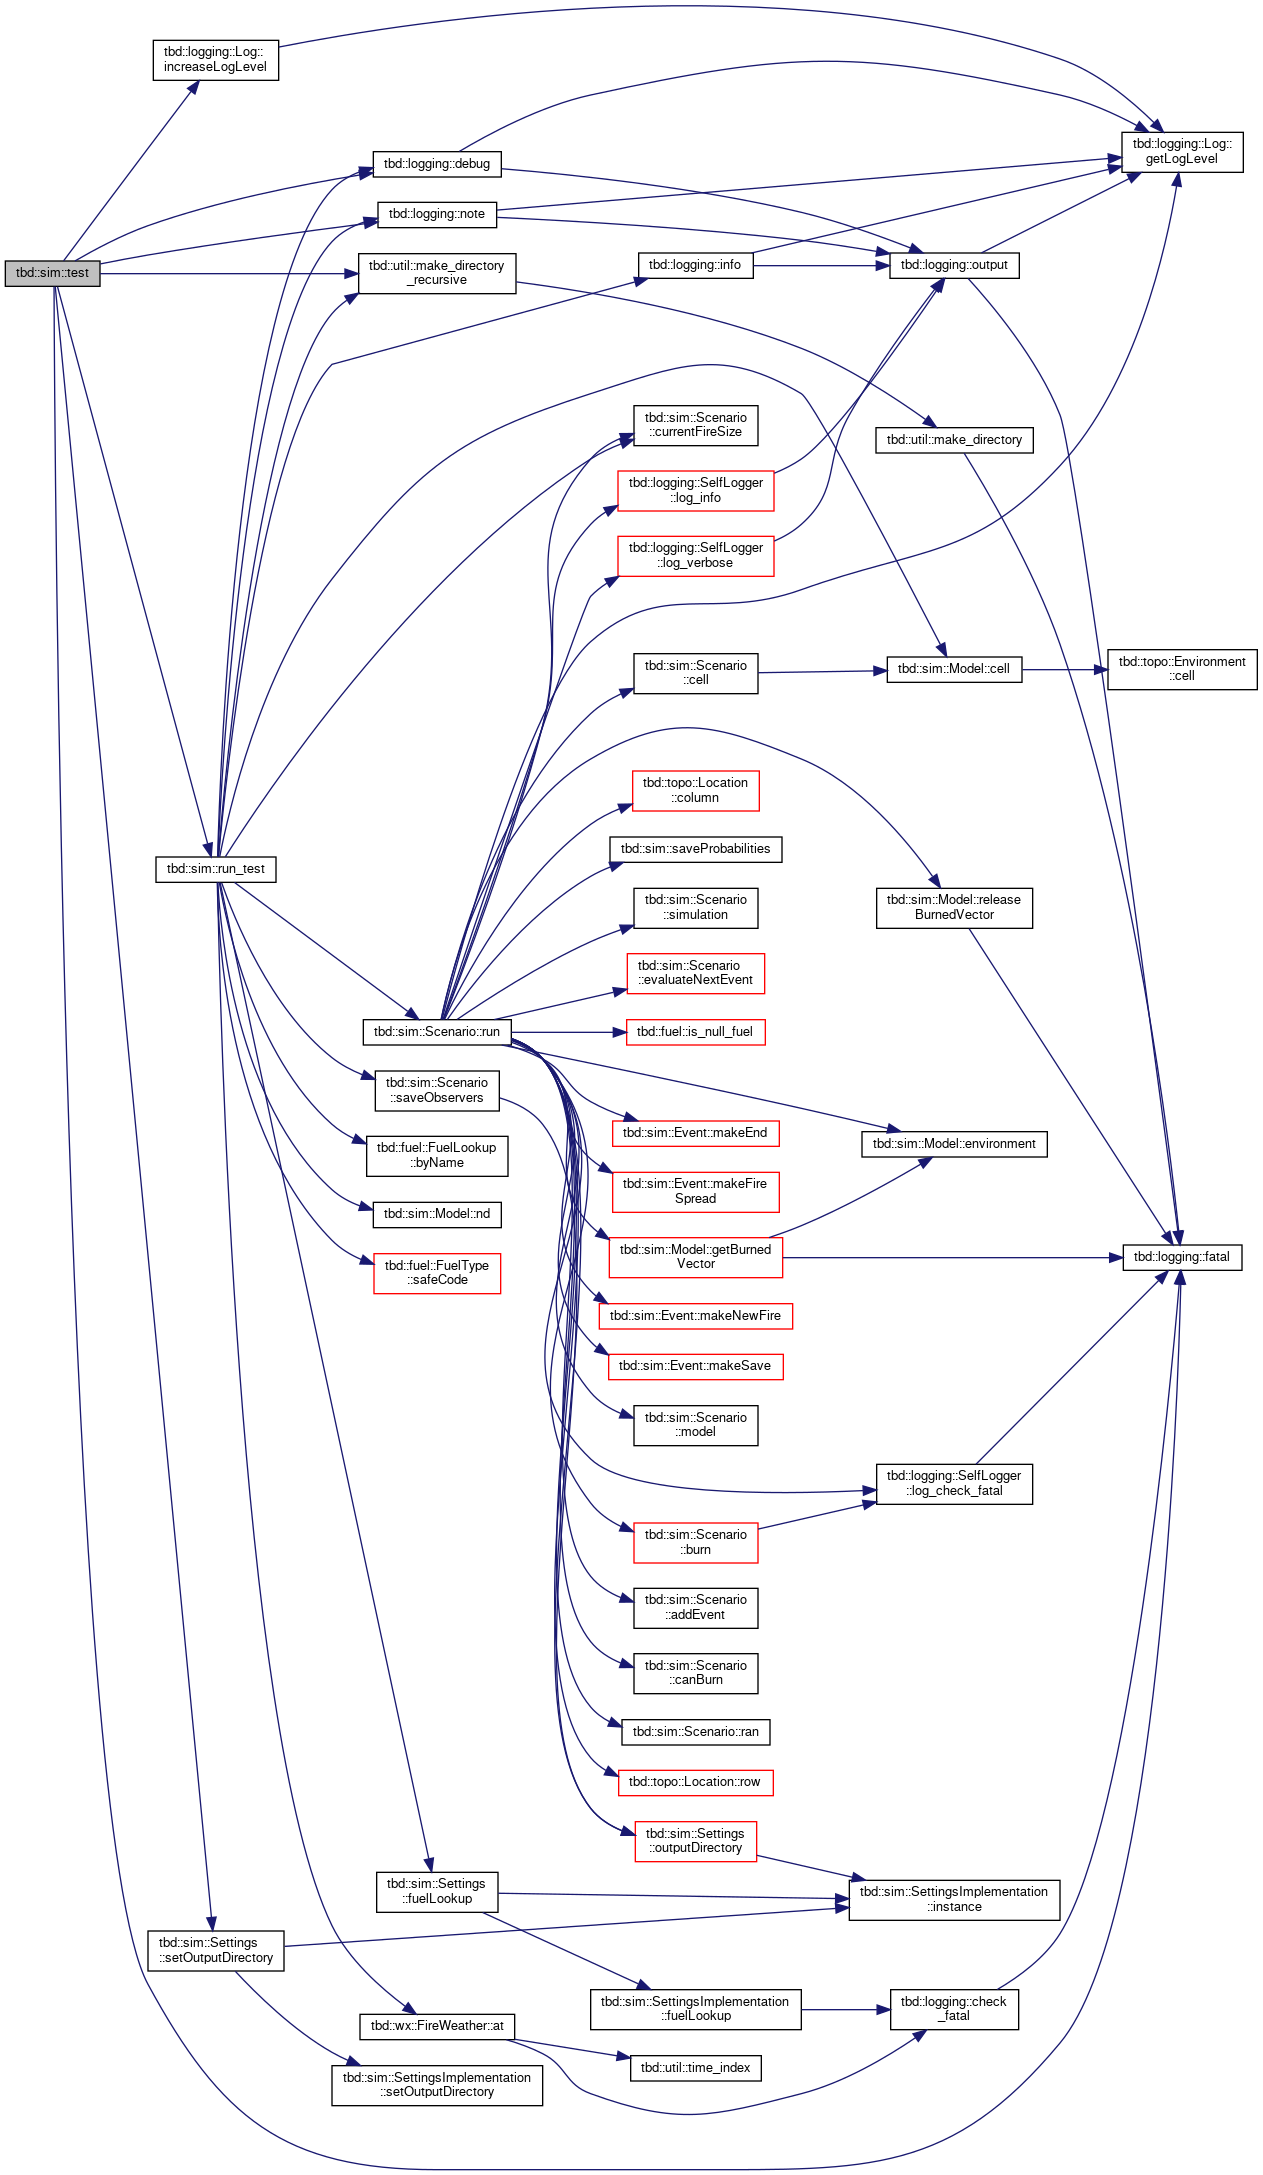 tbd::logging::Log::
increaseLogLevel
tbd::logging::Log::
getLogLevel
tbd::logging::debug
tbd::logging::note
tbd::sim::test
tbd::util::make_directory
_recursive
tbd::logging::info
tbd::logging::output
tbd::sim::Scenario
::currentFireSize
tbd::util::make_directory
tbd::logging::SelfLogger
::log_info
tbd::logging::SelfLogger
::log_verbose
tbd::sim::Scenario
::cell
tbd::sim::Model::cell
tbd::topo::Environment
::cell
tbd::topo::Location
::column
tbd::sim::saveProbabilities
tbd::sim::run_test
tbd::sim::Scenario
::simulation
tbd::sim::Model::release
BurnedVector
tbd::sim::Scenario
::evaluateNextEvent
tbd::sim::Scenario::run
tbd::fuel::is_null_fuel
tbd::sim::Scenario
::saveObservers
tbd::sim::Event::makeEnd
tbd::sim::Model::environment
tbd::fuel::FuelLookup
::byName
tbd::sim::Event::makeFire
Spread
tbd::sim::Model::nd
tbd::sim::Model::getBurned
Vector
tbd::logging::fatal
tbd::fuel::FuelType
::safeCode
tbd::sim::Event::makeNewFire
tbd::sim::Event::makeSave
tbd::sim::Scenario
::model
tbd::logging::SelfLogger
::log_check_fatal
tbd::sim::Scenario
::burn
tbd::sim::Scenario
::addEvent
tbd::sim::Scenario
::canBurn
tbd::sim::Scenario::ran
tbd::topo::Location::row
tbd::sim::Settings
::outputDirectory
tbd::sim::Settings
::fuelLookup
tbd::sim::SettingsImplementation
::instance
tbd::sim::Settings
::setOutputDirectory
tbd::sim::SettingsImplementation
::fuelLookup
tbd::logging::check
_fatal
tbd::wx::FireWeather::at
tbd::util::time_index
tbd::sim::SettingsImplementation
::setOutputDirectory